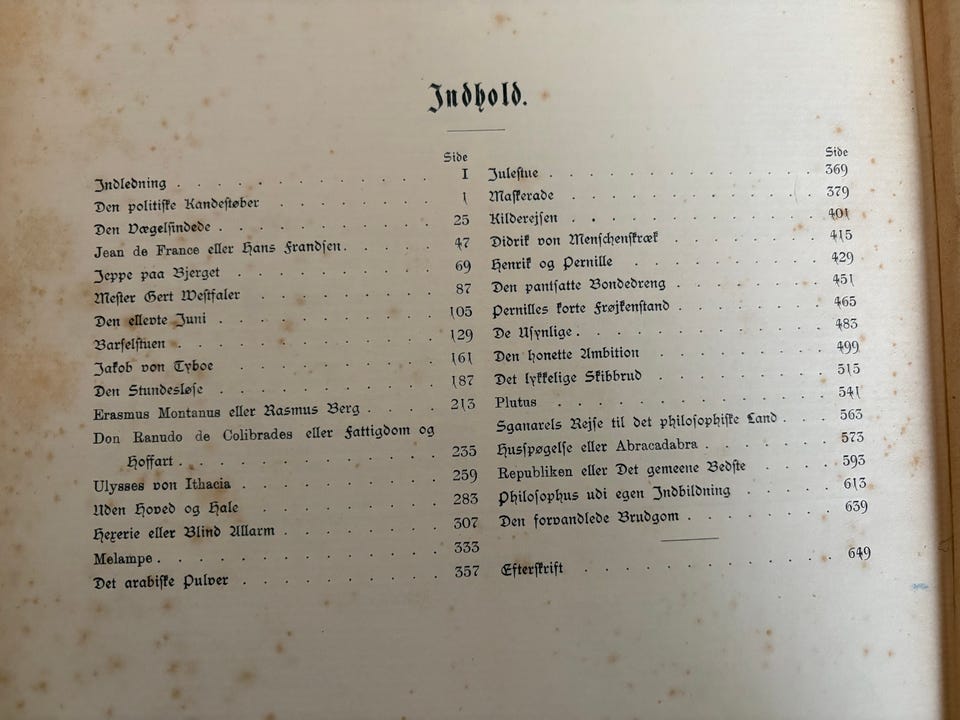 Indhold.
Side
Indledning . . . . . . . . . . . I
Den politiske Kandestøber . . . . . . . 1
Den Vægelsindede . . . . . . . . . 25
Jean de France eller Hans Frandsen . . . . . 47
Jeppe paa Bjerget . . . . . . . . . 69
Mester Gert Westfaler . . . . . . . . 87
Den ellevte Juni . . . . . . . . . 105
Barselstuen . . . . . . . . . . . 129
Jakob von Tyboe . . . . . . . . . 161
Den Stundesløse . . . . . . . . . 187
Erasmus Montanus eller Rasmus Berg . . . . 213
Don Ranudo de Colibrades eller Fattigdom og
Hoffart . . . . . . . . . . . 235
Ulysses von Ithacia . . . . . . . . 259
Uden Hoved og Hale . . . . . . . . 283
Hexerie eller Blind Allarm . . . . . . . 307
Melampe . . . . . . . . . . . . 333
Det arabiske Pulver . . . . . . . . 357
Side
Julestue . . . . . . . . . . . 369
Maskerade . . . . . . . . . . . 379
Kilderejsen . . . . . . . . . . 401
Didrik von Menschenskræk . . . . . . . 415
Henrik og Pernille . . . . . . . . 429
Den pantsatte Bondedreng . . . . . . . 451
Pernilles korte Frøjkenstand . . . . . . 465
De Usynlige . . . . . . . . . . 483
Den honette Ambition . . . . . . . . 499
Det lykkelige Skibbrud . . . . . . . 515
Plutus . . . . . . . . . . . . 541
Sganarels Rejse til det philosophiske Land . . . 563
Husspøgelse eller Abracadabra . . . . . . 573
Republiken eller Det gemeene Bedste . . . . 593
Philosophus udi egen Indbildning . . . . . 613
Den forvandlede Brudgom . . . . . . . 639
Efterskrift . . . . . . . . . . 649